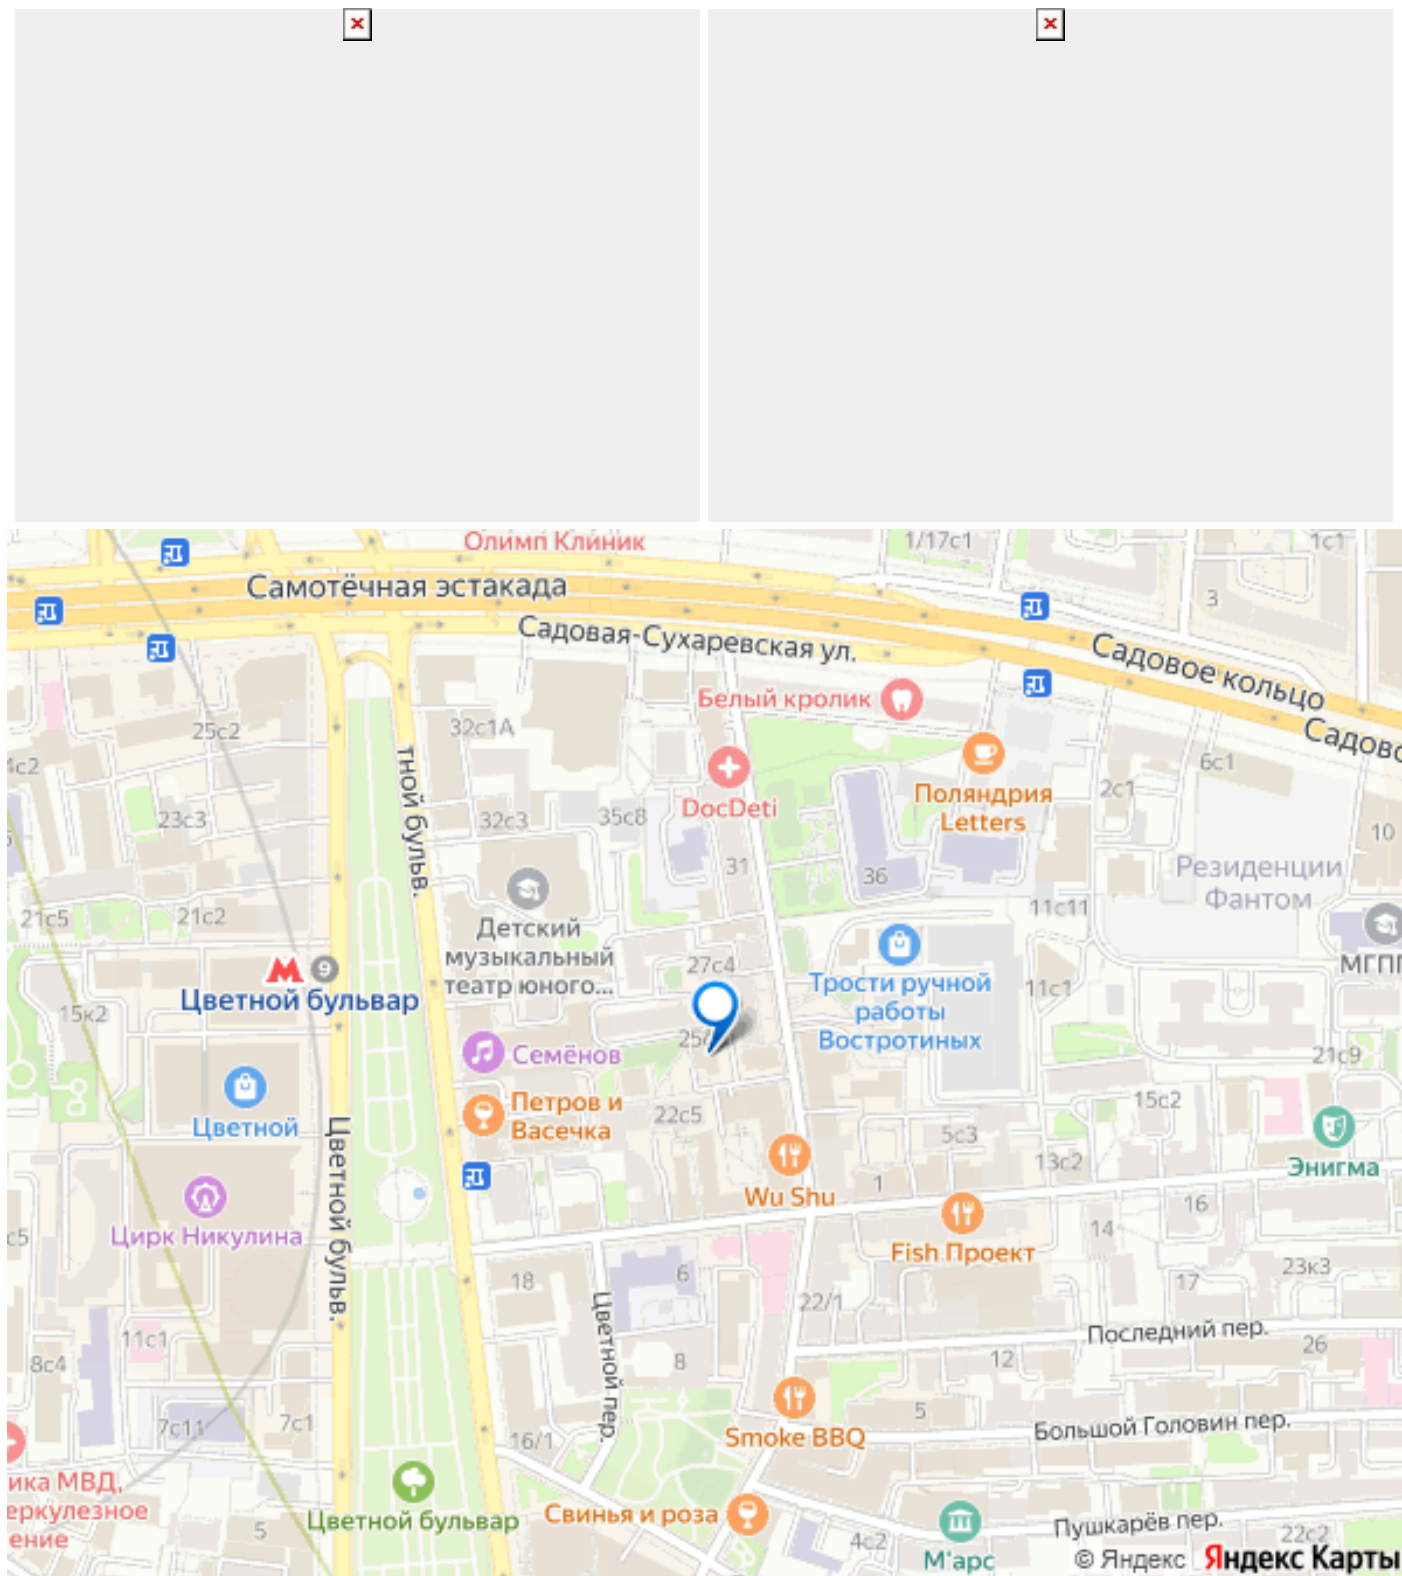 Олимп Клиник
1/17с1
1с1
Самотёчная эстакада
3
Садовая-Сухаревская ул.
Садовое кольцо
Белый кролик
25с2
32с1А
6с1
4с2
тной бульв.
DocDeti
Поляндрия
Letters
2с1
23с3
32с3
35с8
10
31
36
Резиденции
Фантом
21с5
21с2
11с11
Детский
музыкальный
театр юного...
27с4
М 9
Цветной бульвар
Трости ручной
работы
Востротиных
11с1
15к2
Семёнов
21с9
Цветной
Петров и
Васечка
22с5
15с2
5с3
13с2
Энигма
Цветной бульв.
Wu Shu
1
16
Цирк Никулина
Fish Проект
14
18
6
23к3
17
22/1
Цветной пер.
Последний пер.
11с1
8с4
8
12
26
7с11
7с1
5
Большой Головин пер.
16/1
Smoke BBQ
ика МВД,
еркулезное
ение
Цветной бульвар
Свинья и роза
5
4с2
М'арс
Пушкарёв пер.
22с2
© Яндекс Яндекс Карты